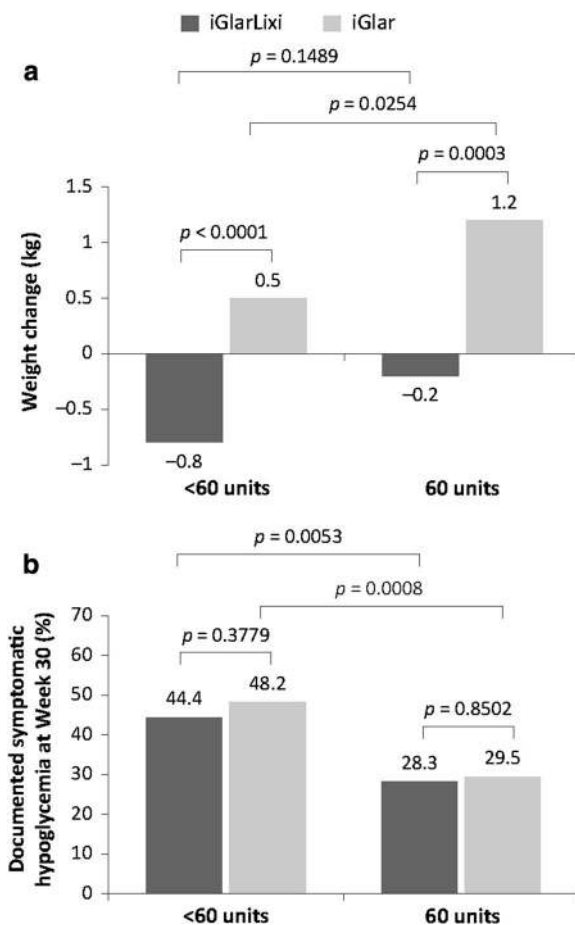 iGlarLixi iGlar
a
p = 0.1489
p = 0.0254
p = 0.0003
1.5
1.2
p < 0.0001
1
0.5
0.5
0
–0.2
–0.5
–0.8
–1
Weight change (kg)
<60 units 60 units
b
p = 0.0053
p = 0.0008
70
p = 0.3779
60
50
44.4 48.2
p = 0.8502
40
28.3 29.5
30
20
10
0
Documented symptomatic
hypoglycemia at Week 30 (%)
<60 units 60 units